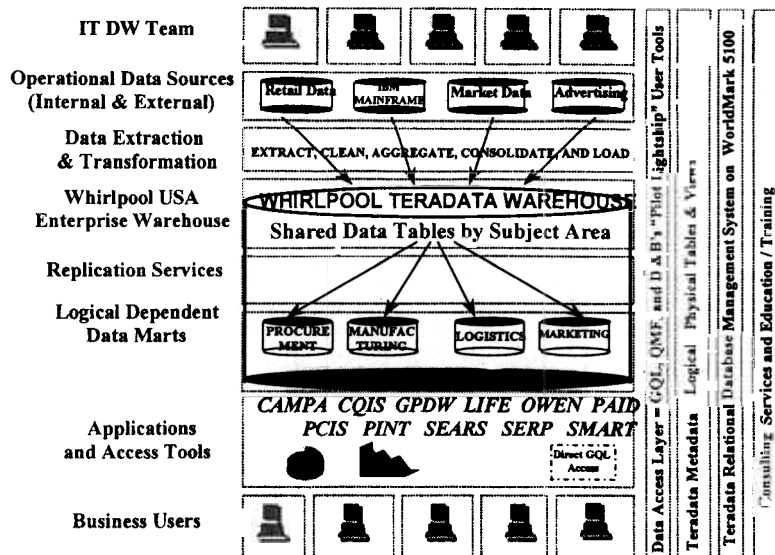 IT DW Team
Operational Data Sources
(Internal & External)
Retail Data
IBM
MAINFRAME
Market Data
Advertising
Data Extraction
& Transformation
EXTRACT, CLEAN, AGGREGATE, CONSOLIDATE, AND LOAD
Whirlpool USA
Enterprise Warehouse
WHIRLPOOL TERADATA WAREHOUSE
Shared Data Tables by Subject Area
Replication Services
Logical Dependent
Data Marts
PROCURE
MENT
MANUFAC
TURING
LOGISTICS
MARKETING
Applications
and Access Tools
CAMPA CQIS GPDW LIFE OWEN PAID
PCIS PINT SEARS SERP SMART
Direct GQL
Access
Business Users
Data Access Layer = GQL, QMF, and D & B's "Pilot Lightship" User Tools
Teradata Metadata Logical Physical Tables & Views
Teradata Relational Database Management System on WorldMark 5100
Consulting Services and Education / Training